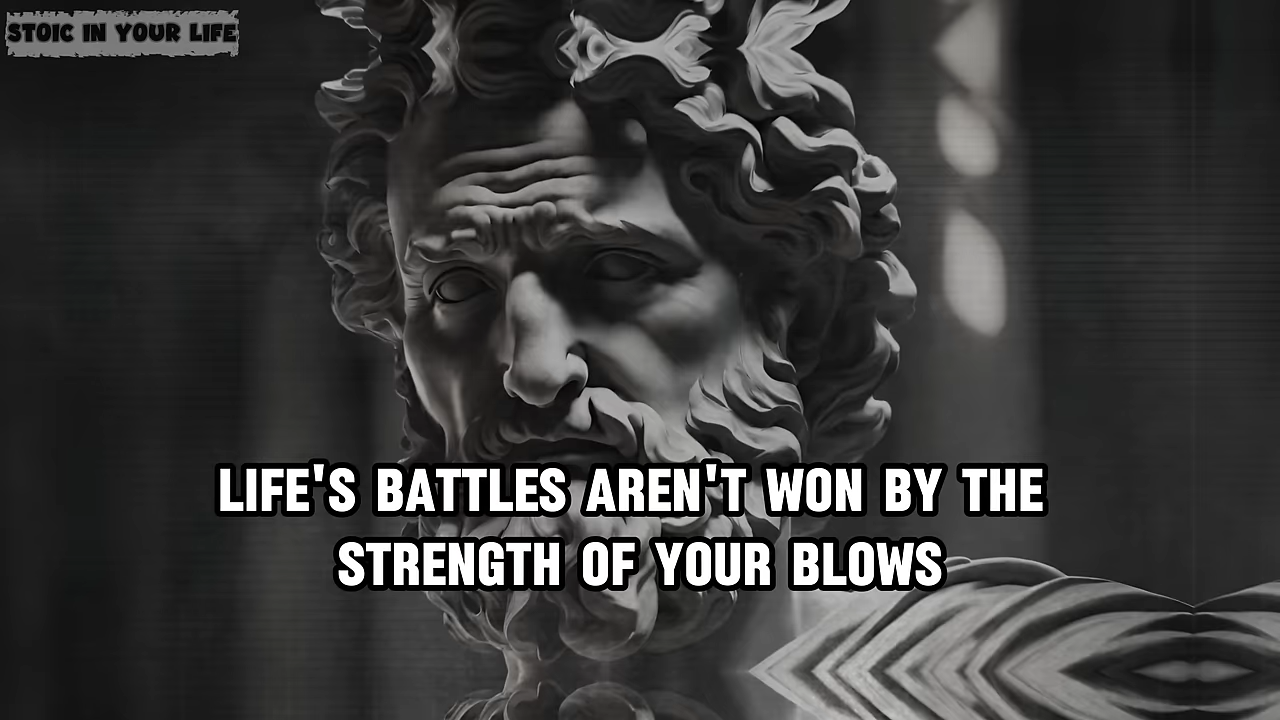 STOIC IN YOUR LIFE
LIFE'S BATTLES AREN'T WON BY THE
STRENGTH OF YOUR BLOWS